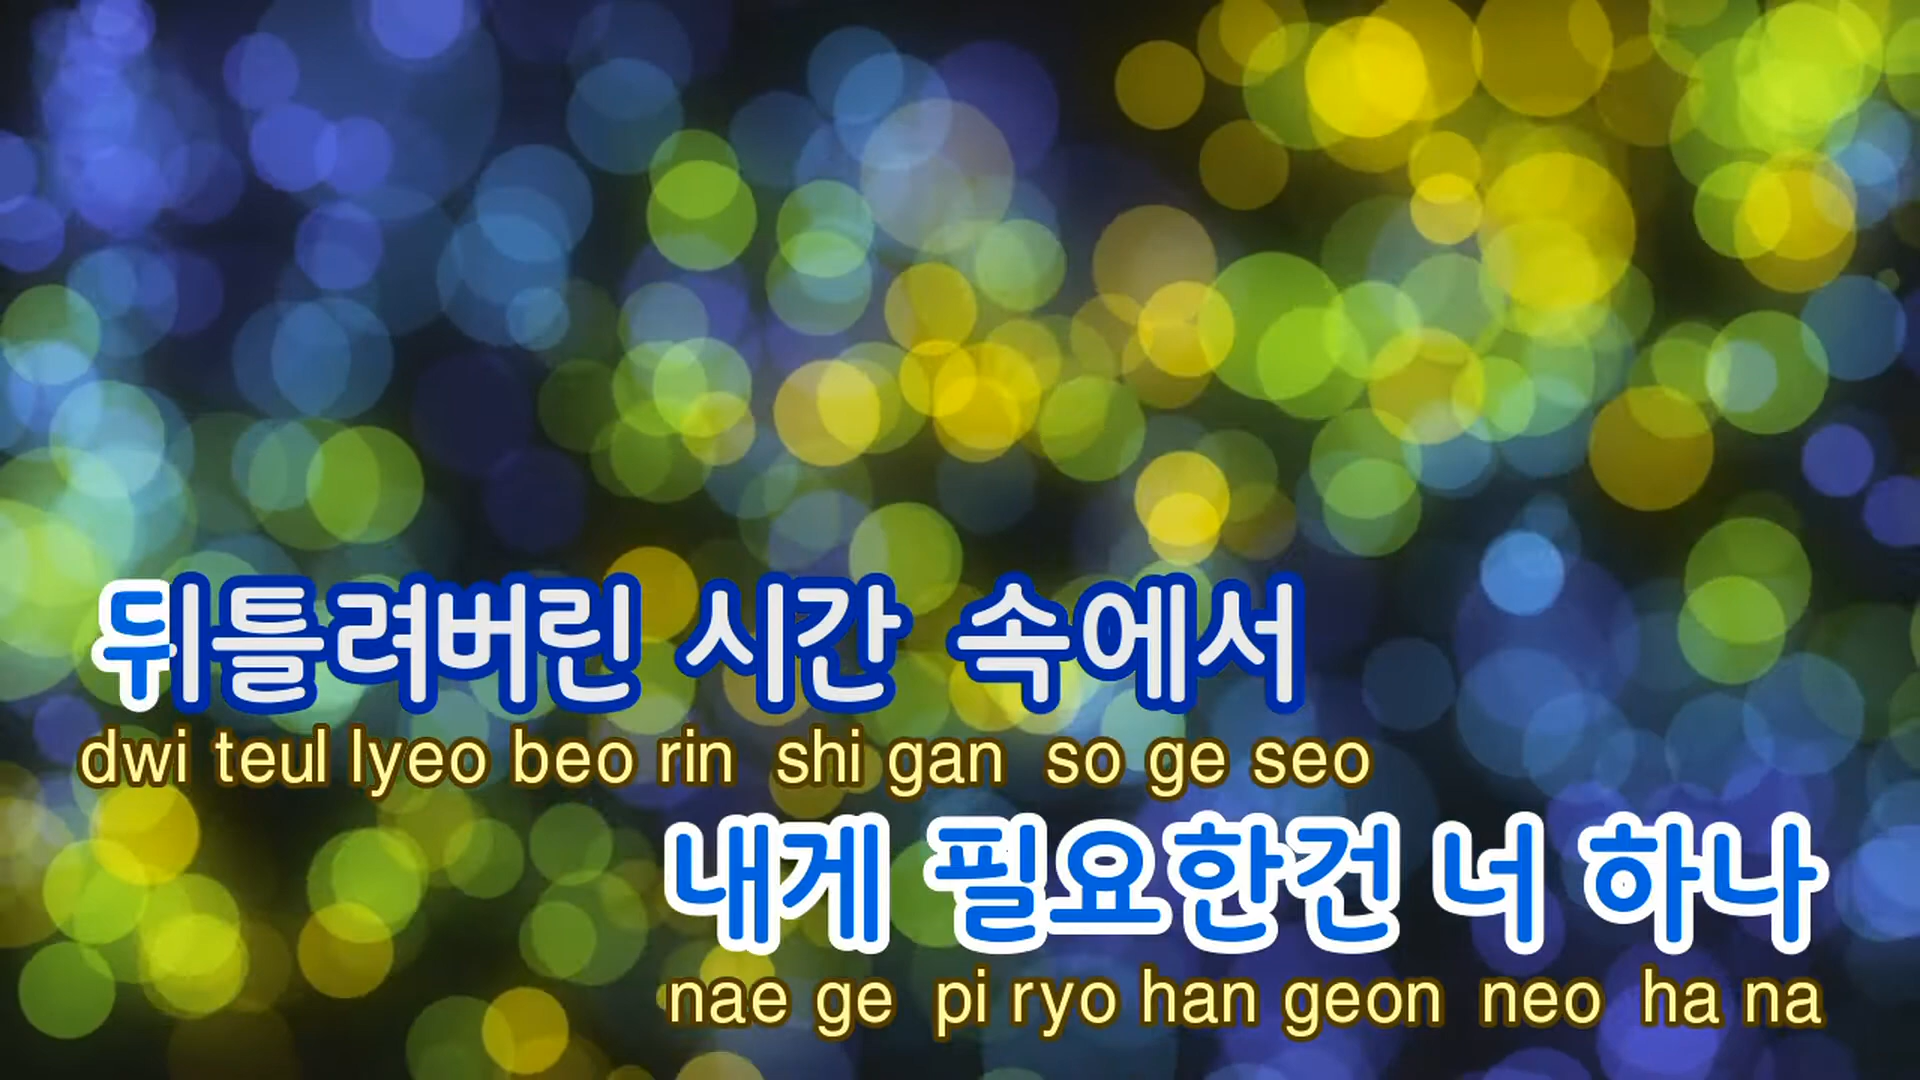 뒤틀려버린 시간 속에서
dwi teul lyeo beo rin shi gan so ge seo
내게 필요한건 너 하나
nae ge pi ryo han geon neo ha na